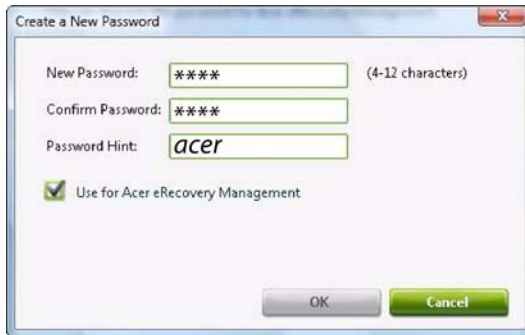 Create a New Password
New Password: **** (4-12 characters)
Confirm Password: ****
Password Hint: acer
Use for Acer eRecovery Management
OK Cancel